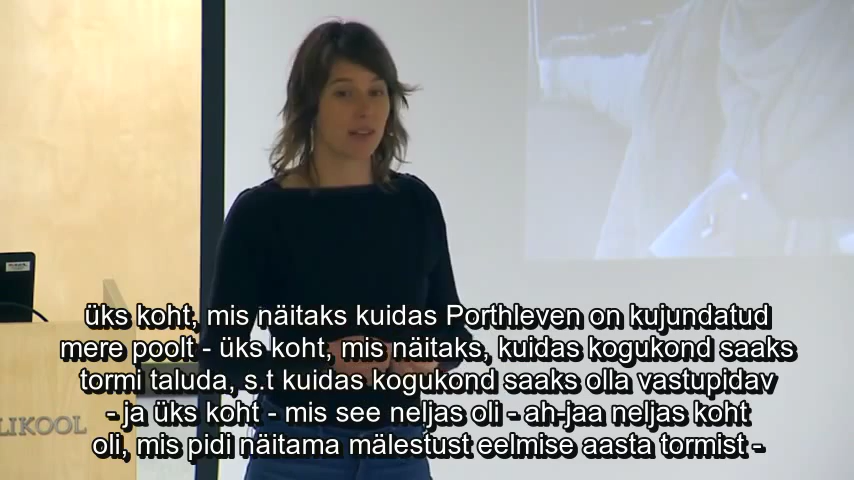 üks koht, mis näitaks kuidas Porthleven on kujundatud
mere poolt - üks koht, mis näitaks, kuidas kogukond saaks
tormi taluda, s.t kuidas kogukond saaks olla vastupidav
- ja üks koht - mis see neljas oli - ah-jaa neljas koht
oli, mis pidi näitama mälestust eelmise aasta tormist -
LIKOOL